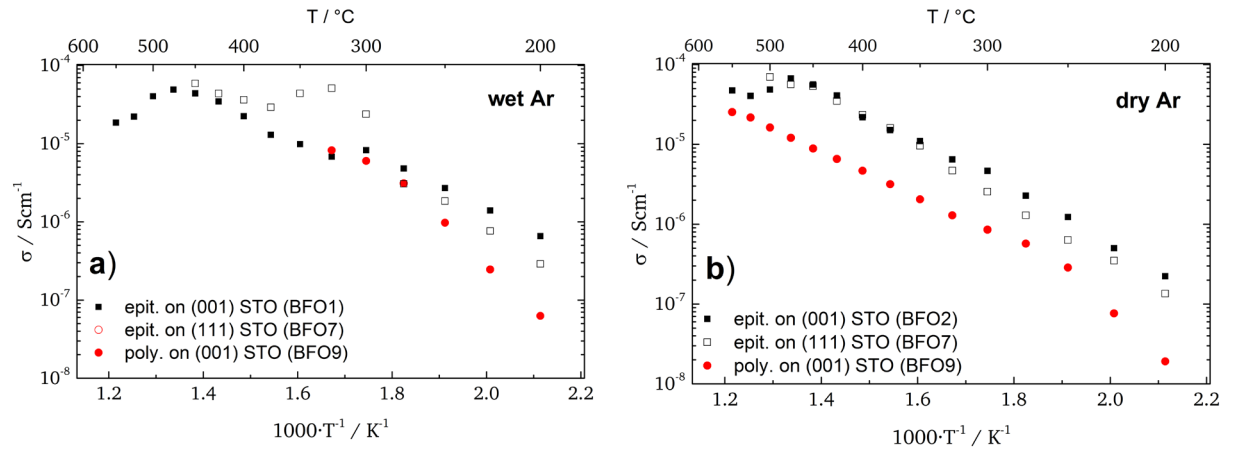 T / °C
600 500 400 300 200
10⁻⁴
wet Ar
10⁻⁵
σ / Scm⁻¹
10⁻⁶
a)
epit. on (001) STO (BFO1)
10⁻⁷
epit. on (111) STO (BFO7)
poly. on (001) STO (BFO9)
10⁻⁸
1.2 1.4 1.6 1.8 2.0 2.2
1000·T⁻¹ / K⁻¹
T / °C
600 500 400 300 200
10⁻⁴
dry Ar
10⁻⁵
σ / Scm⁻¹
10⁻⁶
b)
10⁻⁷
epit. on (001) STO (BFO2)
epit. on (111) STO (BFO7)
poly. on (001) STO (BFO9)
10⁻⁸
1.2 1.4 1.6 1.8 2.0 2.2
1000·T⁻¹ / K⁻¹